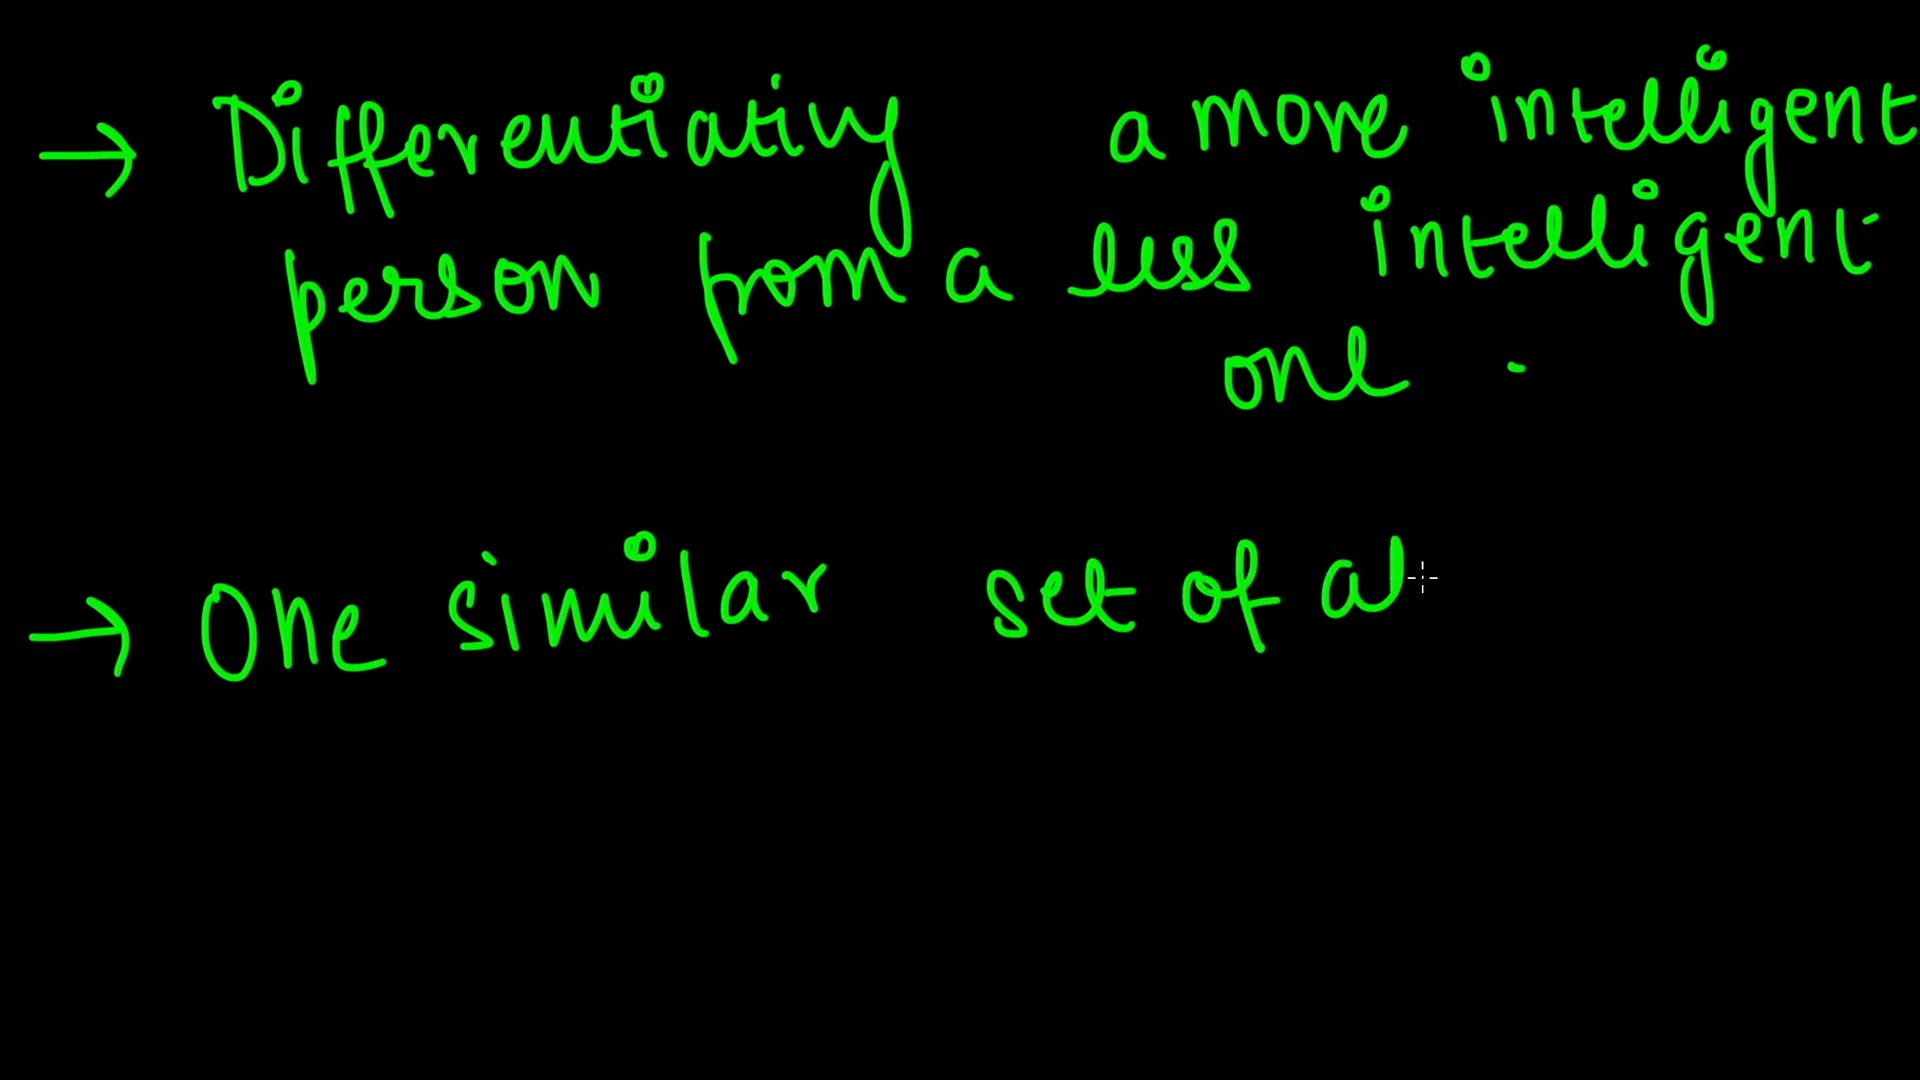 → Differentiating a more intelligent
person from a less intelligent
one .
→ One similar set of